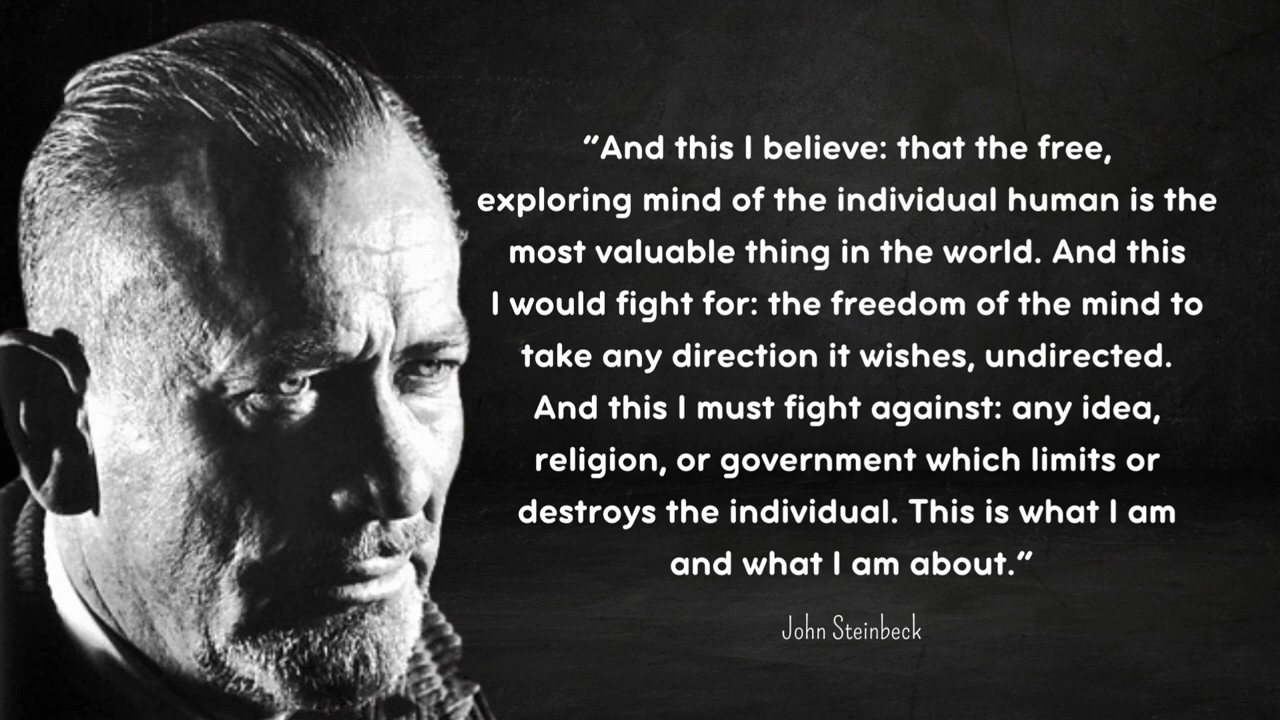 “And this I believe: that the free,
exploring mind of the individual human is the
most valuable thing in the world. And this
I would fight for: the freedom of the mind to
take any direction it wishes, undirected.
And this I must fight against: any idea,
religion, or government which limits or
destroys the individual. This is what I am
and what I am about.”
John Steinbeck